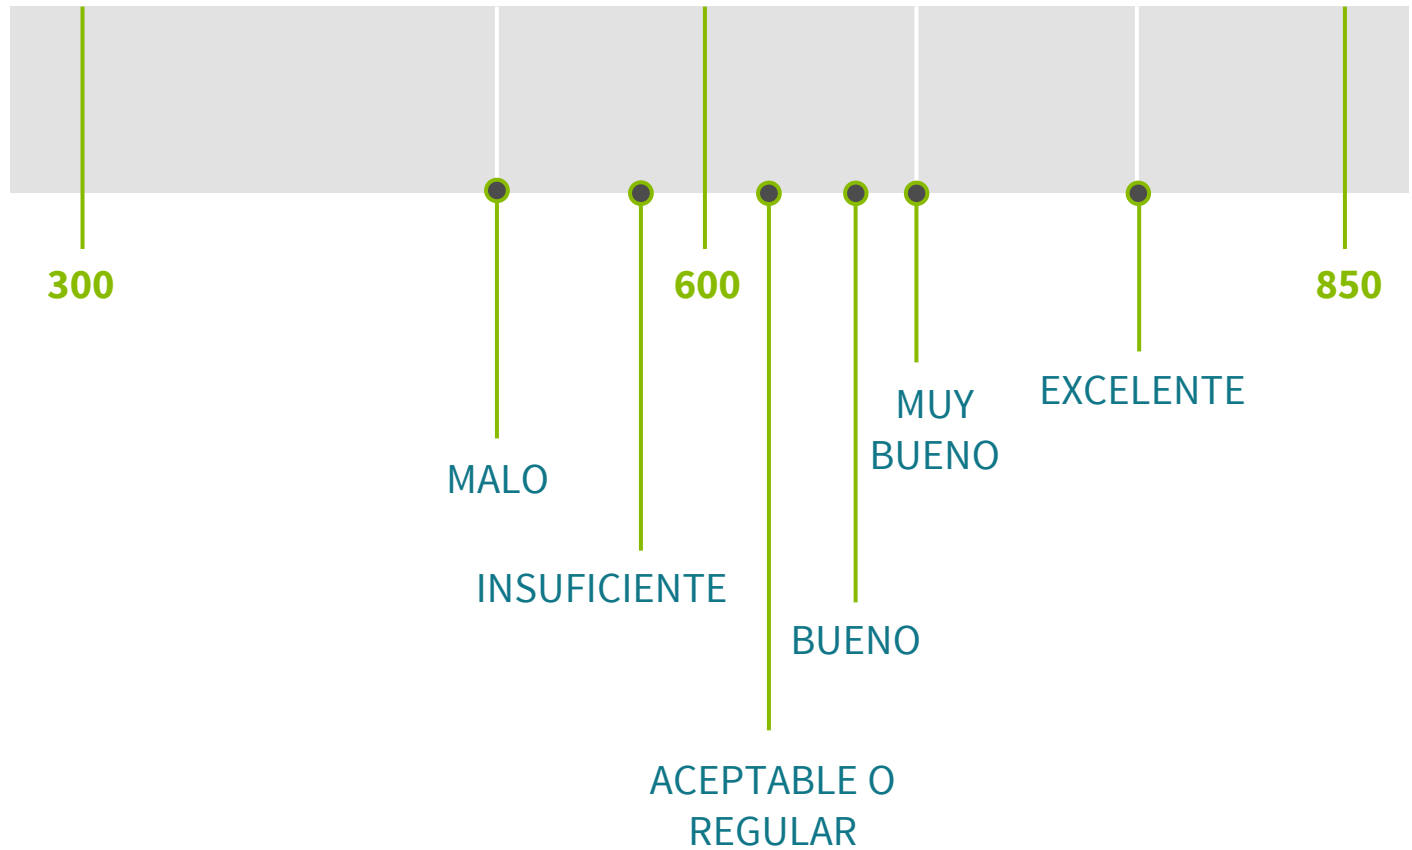 300
600
850
MALO
INSUFICIENTE
ACEPTABLE O
REGULAR
BUENO
MUY
BUENO
EXCELENTE